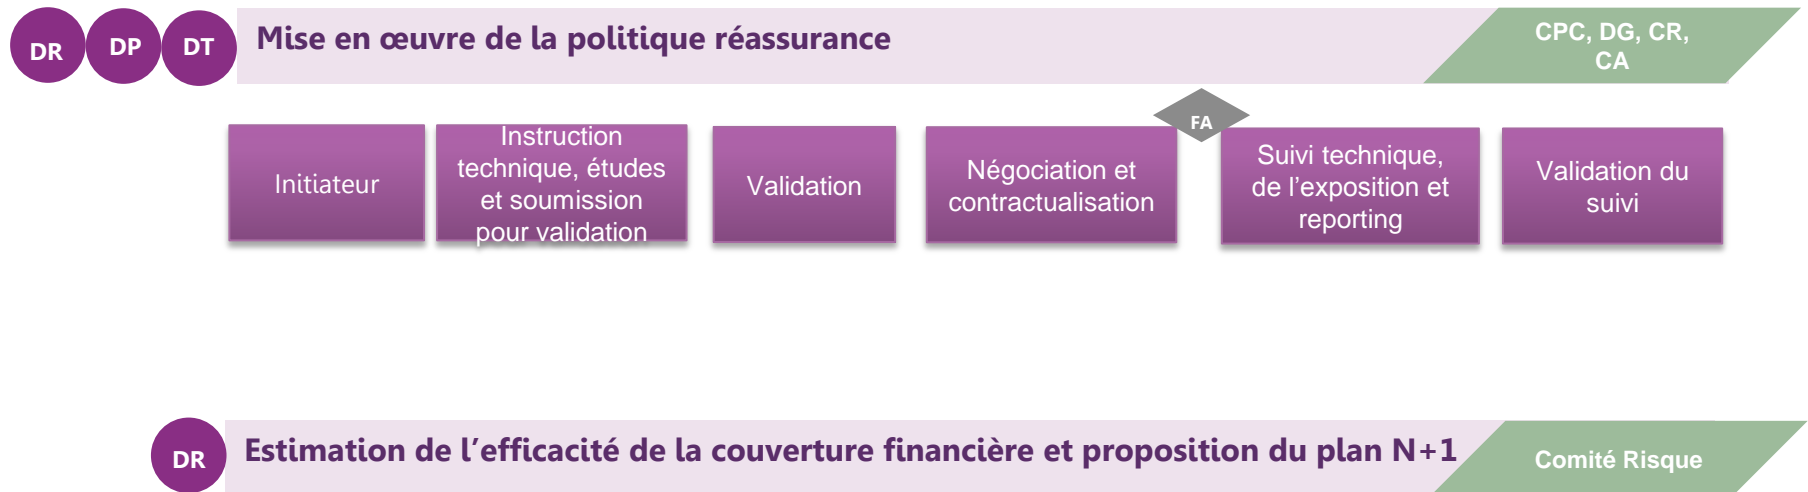 DR
DP
DT
Mise en œuvre de la politique réassurance
CPC, DG, CR,
CA
FA
Initiateur
Instruction
technique, études
et soumission
pour validation
Validation
Négociation et
contractualisation
Suivi technique,
de l’exposition et
reporting
Validation du
suivi
DR
Estimation de l’efficacité de la couverture financière et proposition du plan N+1
Comité Risque